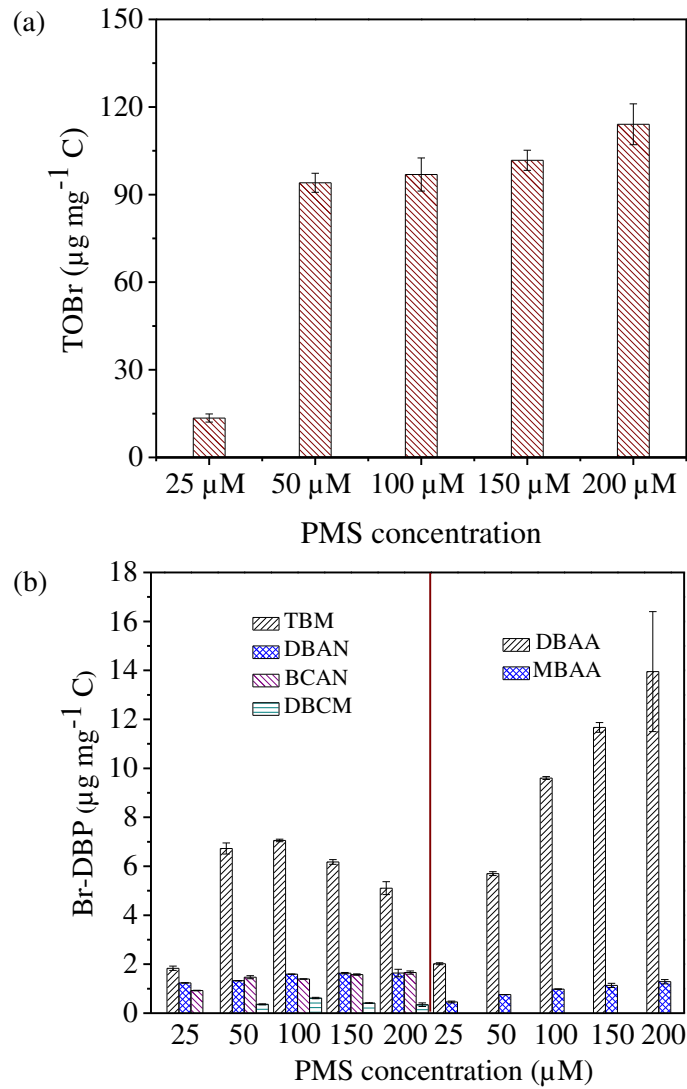 (a)
150
120
90
60
30
0
TOBr (µg mg⁻¹ C)
25 µM 50 µM 100 µM 150 µM 200 µM
PMS concentration
(b)
18
16
14
12
10
8
6
4
2
0
Br-DBP (µg mg⁻¹ C)
TBM
DBAN
BCAN
DBCM
DBAA
MBAA
25 50 100 150 200 25 50 100 150 200
PMS concentration (µM)